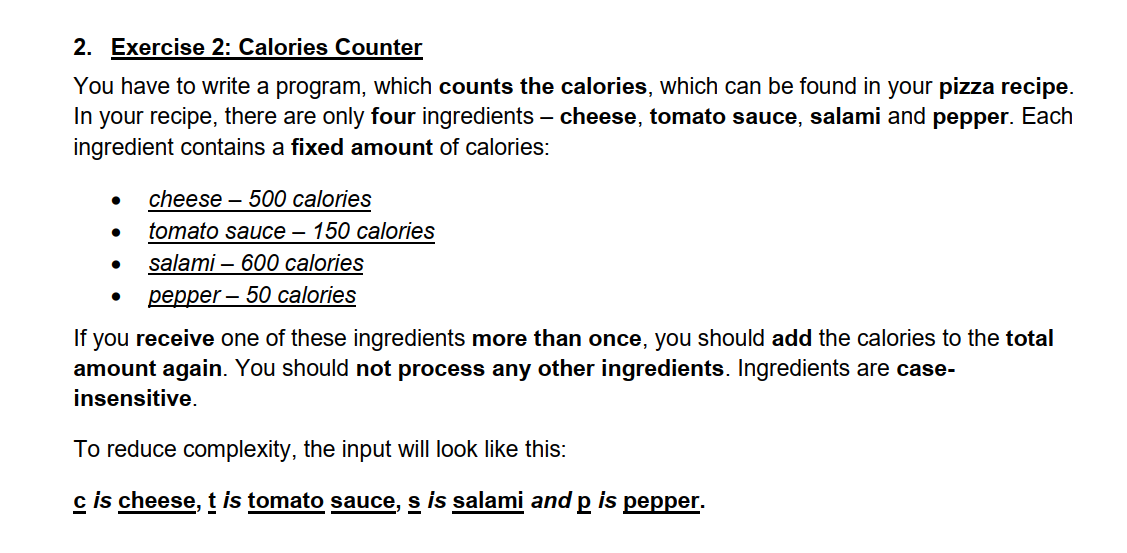 2. Exercise 2: Calories Counter
You have to write a program, which counts the calories, which can be found in your pizza recipe.
In your recipe, there are only four ingredients – cheese, tomato sauce, salami and pepper. Each
ingredient contains a fixed amount of calories:
• cheese – 500 calories
• tomato sauce – 150 calories
• salami – 600 calories
• pepper – 50 calories
If you receive one of these ingredients more than once, you should add the calories to the total
amount again. You should not process any other ingredients. Ingredients are case-
insensitive.
To reduce complexity, the input will look like this:
c is cheese, t is tomato sauce, s is salami and p is pepper.